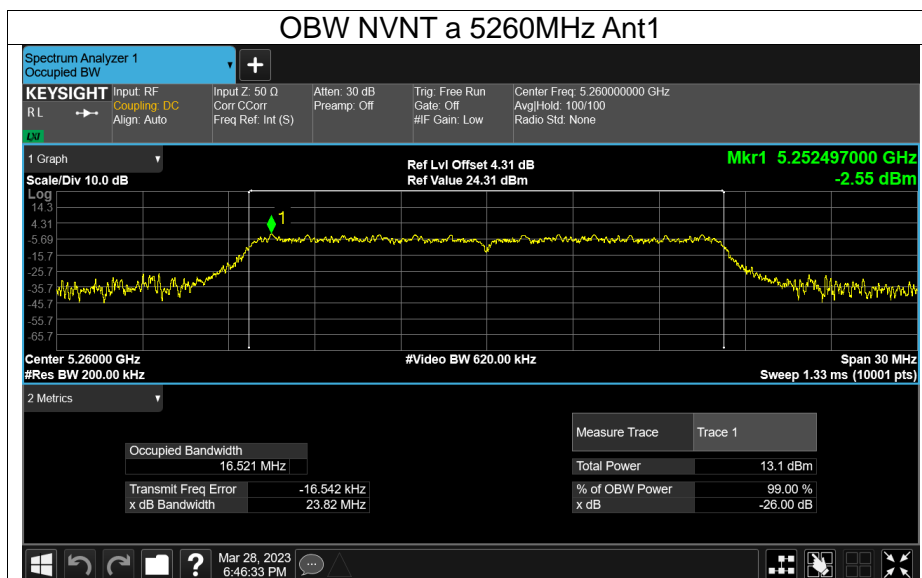 OBW NVNT a 5260MHz Ant1
Spectrum Analyzer 1
Occupied BW
KEYSIGHT
R L
LXI
Input: RF
Coupling: DC
Align: Auto
Input Z: 50 Ω
Corr CCorr
Freq Ref: Int (S)
Atten: 30 dB
Preamp: Off
Trig: Free Run
Gate: Off
#IF Gain: Low
Center Freq: 5.260000000 GHz
Avg|Hold: 100/100
Radio Std: None
1 Graph
Scale/Div 10.0 dB
Ref Lvl Offset 4.31 dB
Ref Value 24.31 dBm
Mkr1 5.252497000 GHz
-2.55 dBm
Log
14.3
4.31
-5.69
-15.7
-25.7
-35.7
-45.7
-55.7
-65.7
1
Center 5.26000 GHz
#Res BW 200.00 kHz
#Video BW 620.00 kHz
Span 30 MHz
Sweep 1.33 ms (10001 pts)
2 Metrics
Measure Trace Trace 1
Occupied Bandwidth
16.521 MHz
Total Power 13.1 dBm
Transmit Freq Error -16.542 kHz
% of OBW Power 99.00 %
x dB Bandwidth 23.82 MHz
x dB -26.00 dB
?
Mar 28, 2023
6:46:33 PM